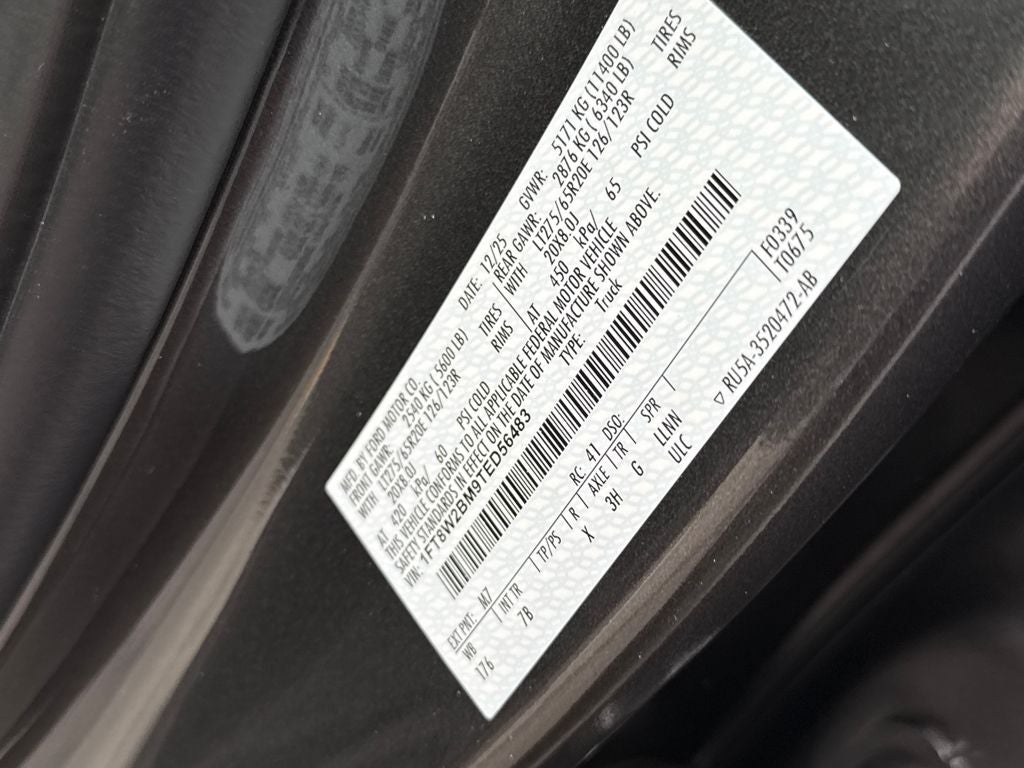 MFD. BY FORD MOTOR CO.
DATE: 12/25 GVWR: 5171 KG (11400 LB)
FRONT GAWR: 2540 KG ( 5600 LB)
REAR GAWR: 2876 KG ( 6340 LB)
WITH LT275/65R20E 126/123R TIRES
WITH LT275/65R20E 126/123R TIRES
20X8.0J RIMS
20X8.0J RIMS
AT 420 kPa/ 60 PSI COLD
AT 450 kPa/ 65 PSI COLD
THIS VEHICLE CONFORMS TO ALL APPLICABLE FEDERAL MOTOR VEHICLE
SAFETY STANDARDS IN EFFECT ON THE DATE OF MANUFACTURE SHOWN ABOVE.
VIN: 1FT8W2BM9TED56483 TYPE: Truck
EXT PNT: M7 RC: 41 DSO: F0339
WB INT TR TP/PS R AXLE TR SPR T0675
176 7B X 3H G LLNN
ULC
▽ RU5A-3520472-AB